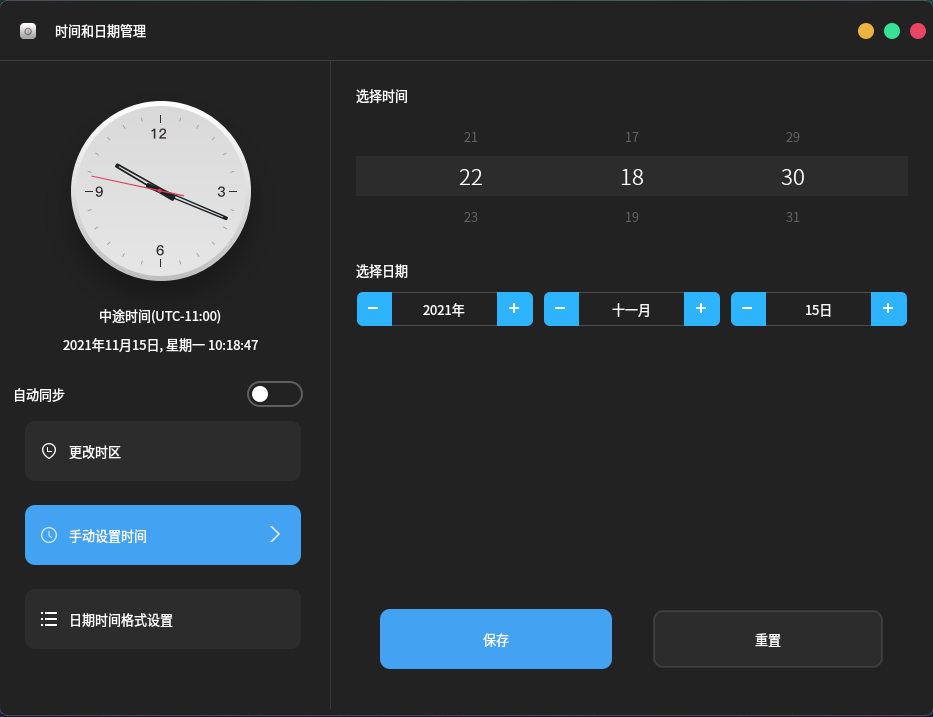 时间和日期管理
12
9
3
6
中途时间(UTC-11:00)
2021年11月15日, 星期一 10:18:47
自动同步
更改时区
手动设置时间
日期时间格式设置
选择时间
21 17 29
22 18 30
23 19 31
选择日期
− 2021年 + − 十一月 + − 15日 +
保存 重置